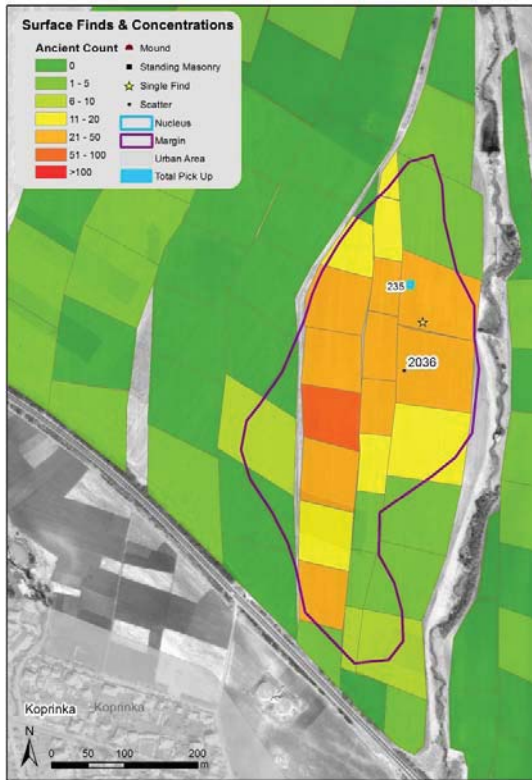 Surface Finds & Concentrations
Ancient Count
0
1 - 5
6 - 10
11 - 20
21 - 50
51 - 100
>100
Mound
Standing Masonry
Single Find
Scatter
Nucleus
Margin
Urban Area
Total Pick Up
235
2036
Koprinka Koprinka
N
0 50 100 200
m